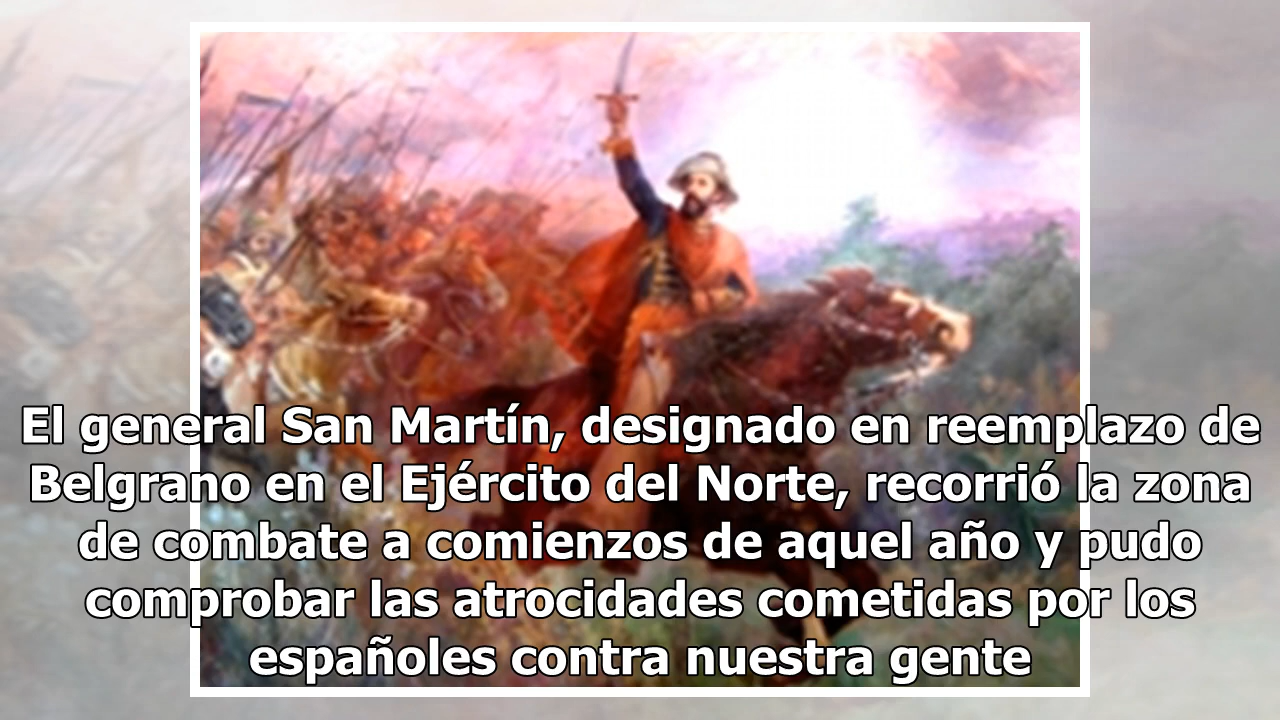 El general San Martín, designado en reemplazo de
Belgrano en el Ejército del Norte, recorrió la zona
de combate a comienzos de aquel año y pudo
comprobar las atrocidades cometidas por los
españoles contra nuestra gente